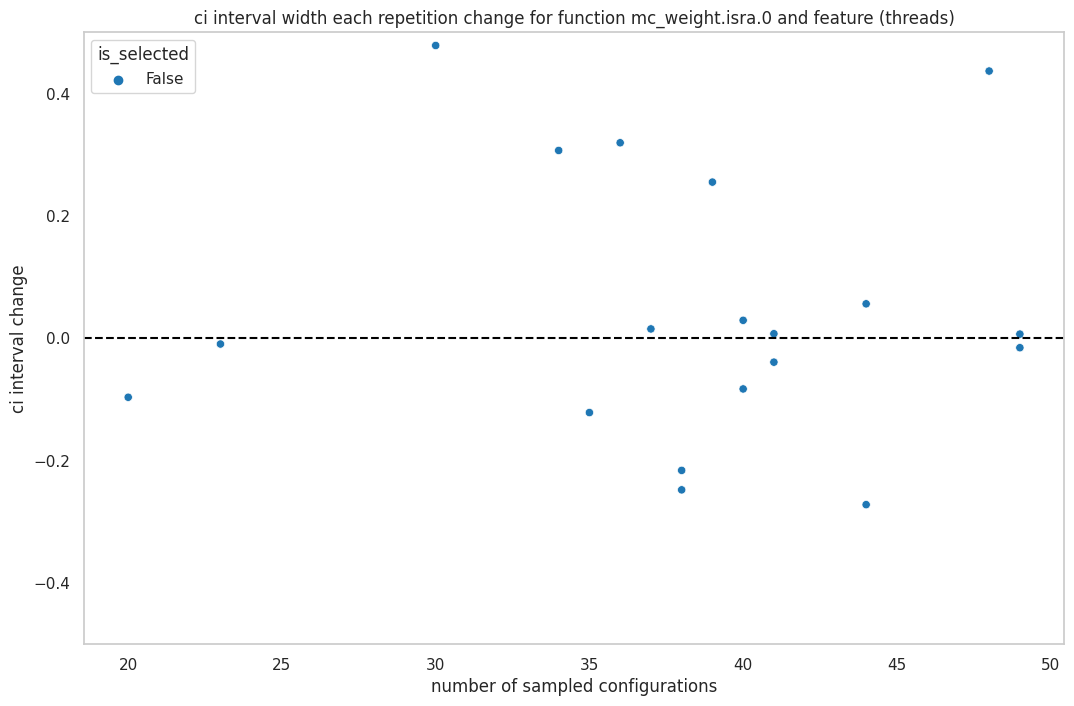 ci interval width each repetition change for function mc_weight.isra.0 and feature (threads)
is_selected
False
0.4
0.2
0.0
−0.2
−0.4
ci interval change
20
25
30
35
40
45
50
number of sampled configurations